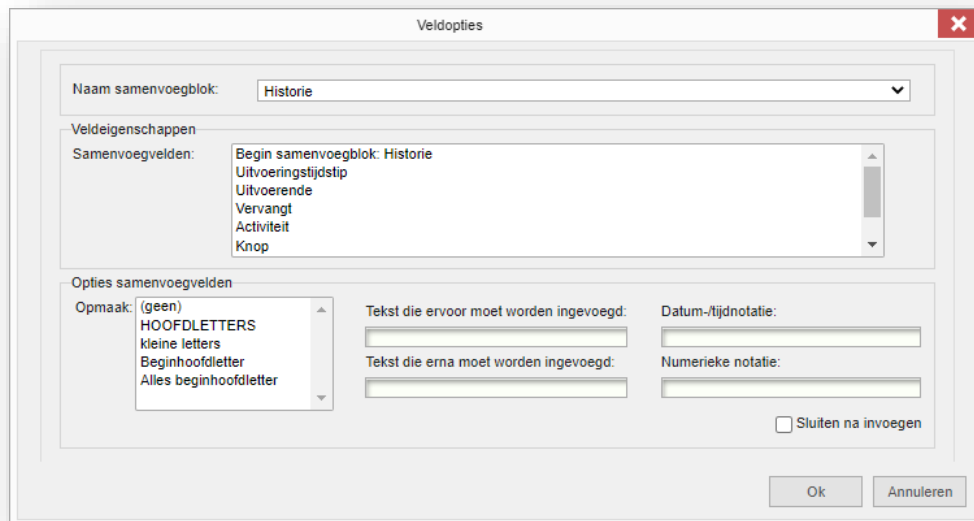 Veldopties
Naam samenvoegblok: Historie
Veldeigenschappen
Samenvoegvelden: Begin samenvoegblok: Historie
Uitvoeringstijdstip
Uitvoerende
Vervangt
Activiteit
Knop
Opties samenvoegvelden
Opmaak: (geen)
HOOFDLETTERS
kleine letters
Beginhoofdletter
Alles beginhoofdletter
Tekst die ervoor moet worden ingevoegd:
Tekst die erna moet worden ingevoegd:
Datum-/tijdnotatie:
Numerieke notatie:
Sluiten na invoegen
Ok Annuleren